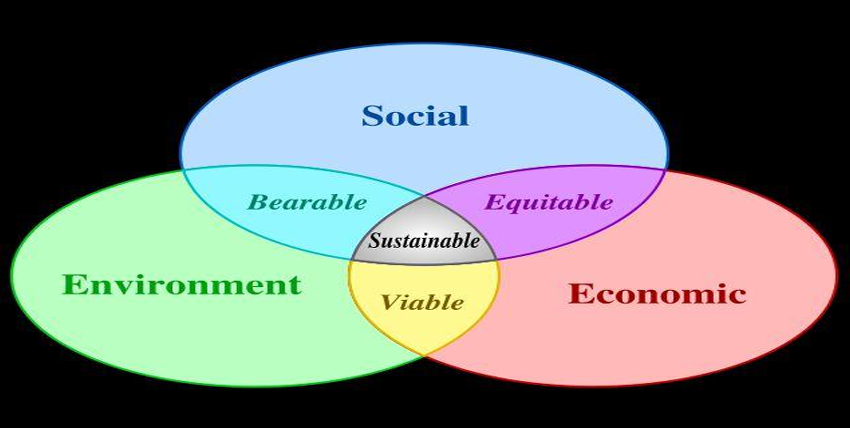 Social
Bearable
Equitable
Sustainable
Environment
Economic
Viable